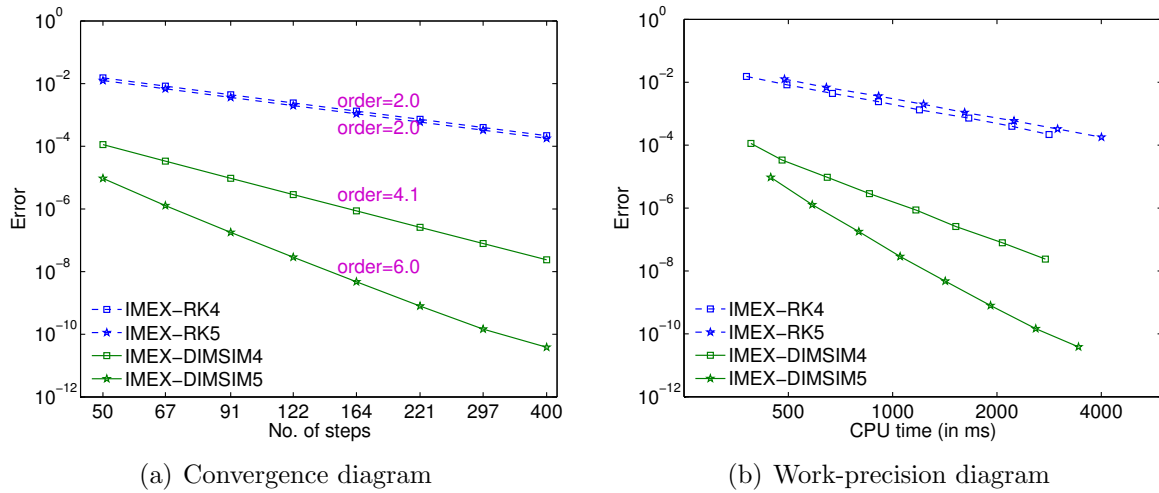 10^0
10^-2
10^-4
10^-6
10^-8
10^-10
10^-12
Error
order=2.0
order=2.0
order=4.1
order=6.0
IMEX-RK4
IMEX-RK5
IMEX-DIMSIM4
IMEX-DIMSIM5
50 67 91 122 164 221 297 400
No. of steps
(a) Convergence diagram
10^0
10^-2
10^-4
10^-6
10^-8
10^-10
10^-12
Error
IMEX-RK4
IMEX-RK5
IMEX-DIMSIM4
IMEX-DIMSIM5
500 1000 2000 4000
CPU time (in ms)
(b) Work-precision diagram